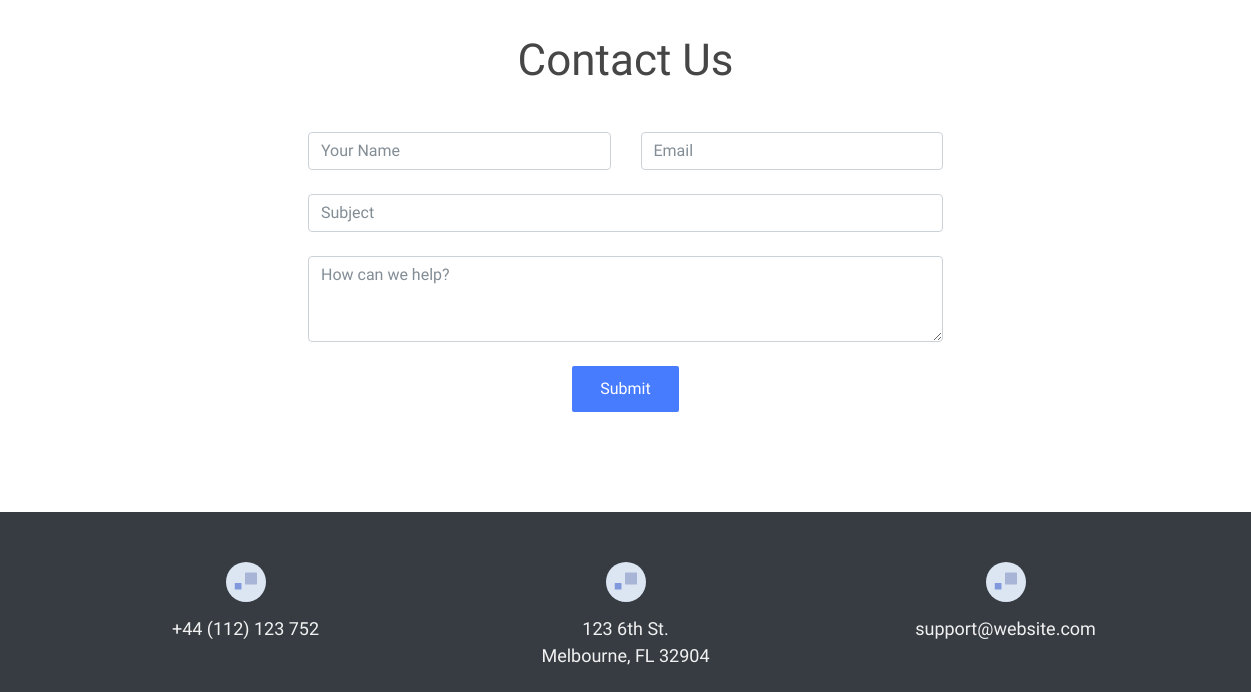 Contact Us
Your Name
Email
Subject
How can we help?
Submit
+44 (112) 123 752
123 6th St.
Melbourne, FL 32904
support@website.com